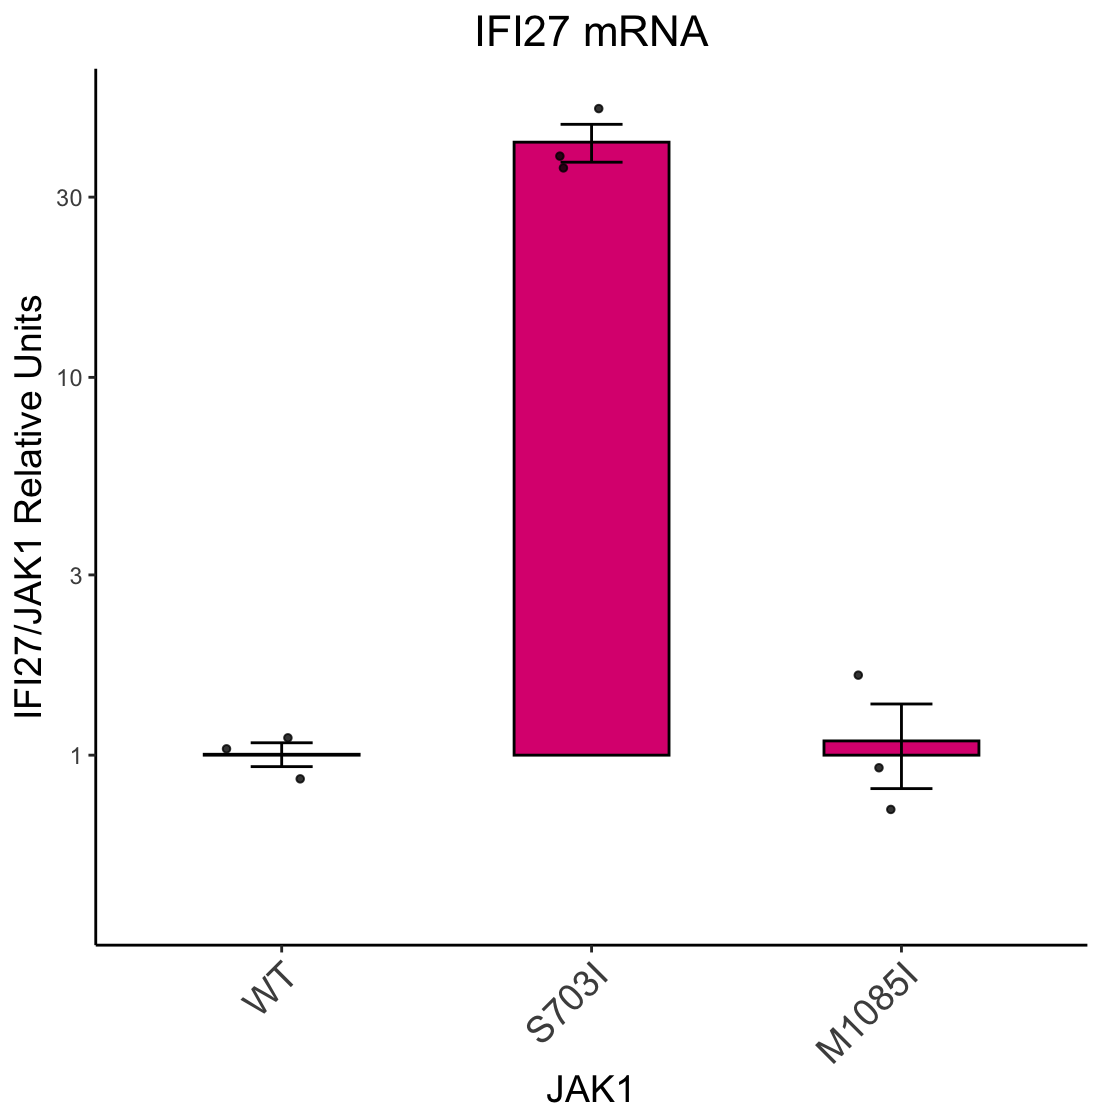 IFI27 mRNA
IFI27/JAK1 Relative Units
30
10
3
1
WT
S703I
M1085I
JAK1